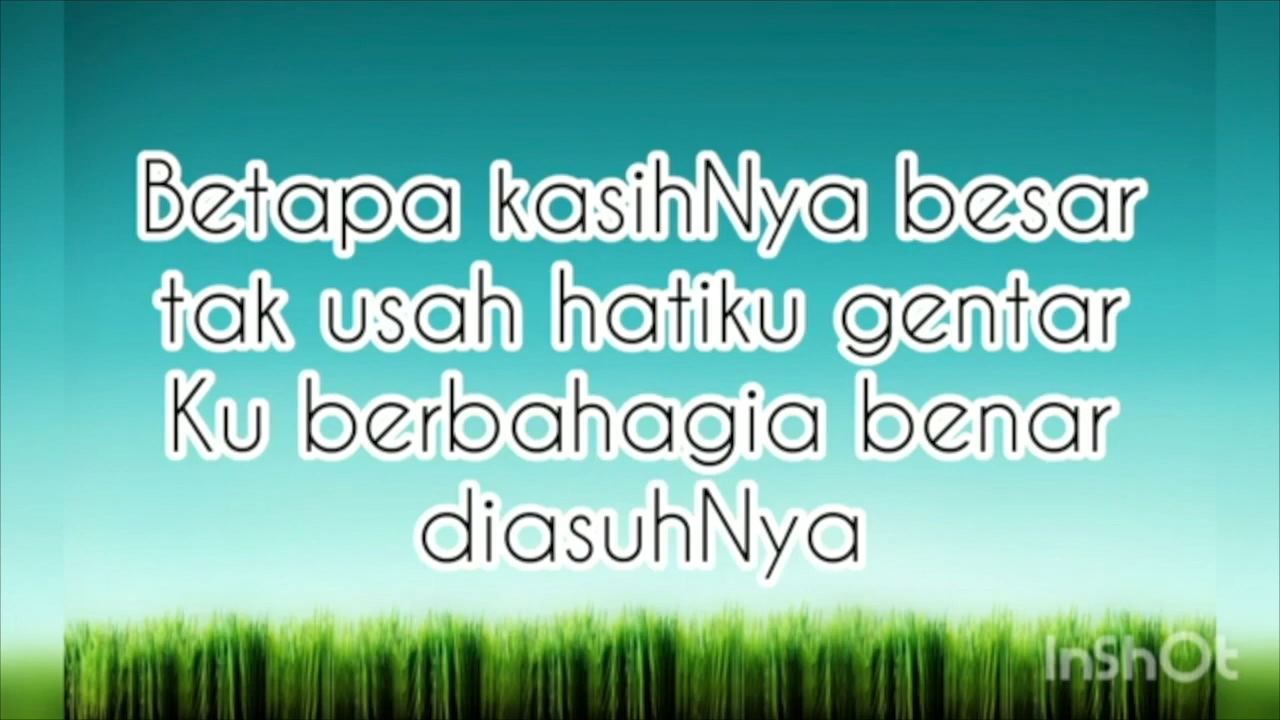 Betapa kasihNya besar
tak usah hatiku gentar
Ku berbahagia benar
diasuhNya
InShOt